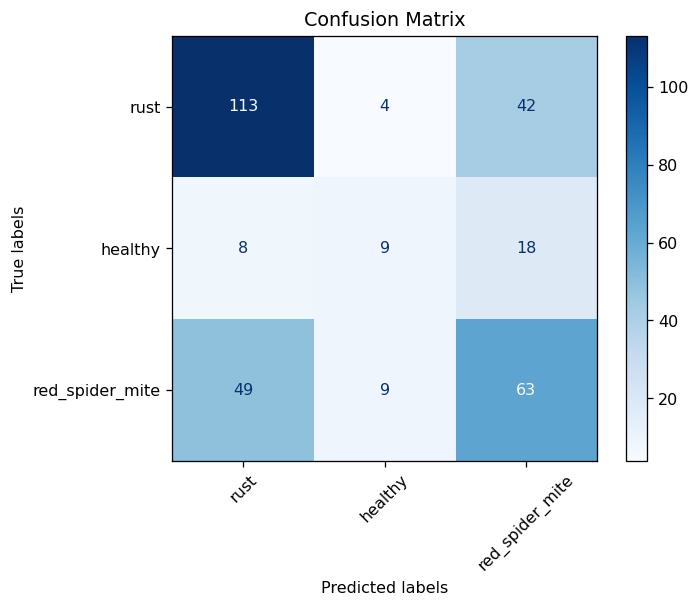 Confusion Matrix
True labels
rust
113
4
42
healthy
8
9
18
red_spider_mite
49
9
63
rust
healthy
red_spider_mite
Predicted labels
100
80
60
40
20